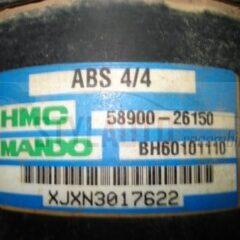 ABS 4/4
HMC 58900-26150
MANDO BH60101110
XJXN3017622